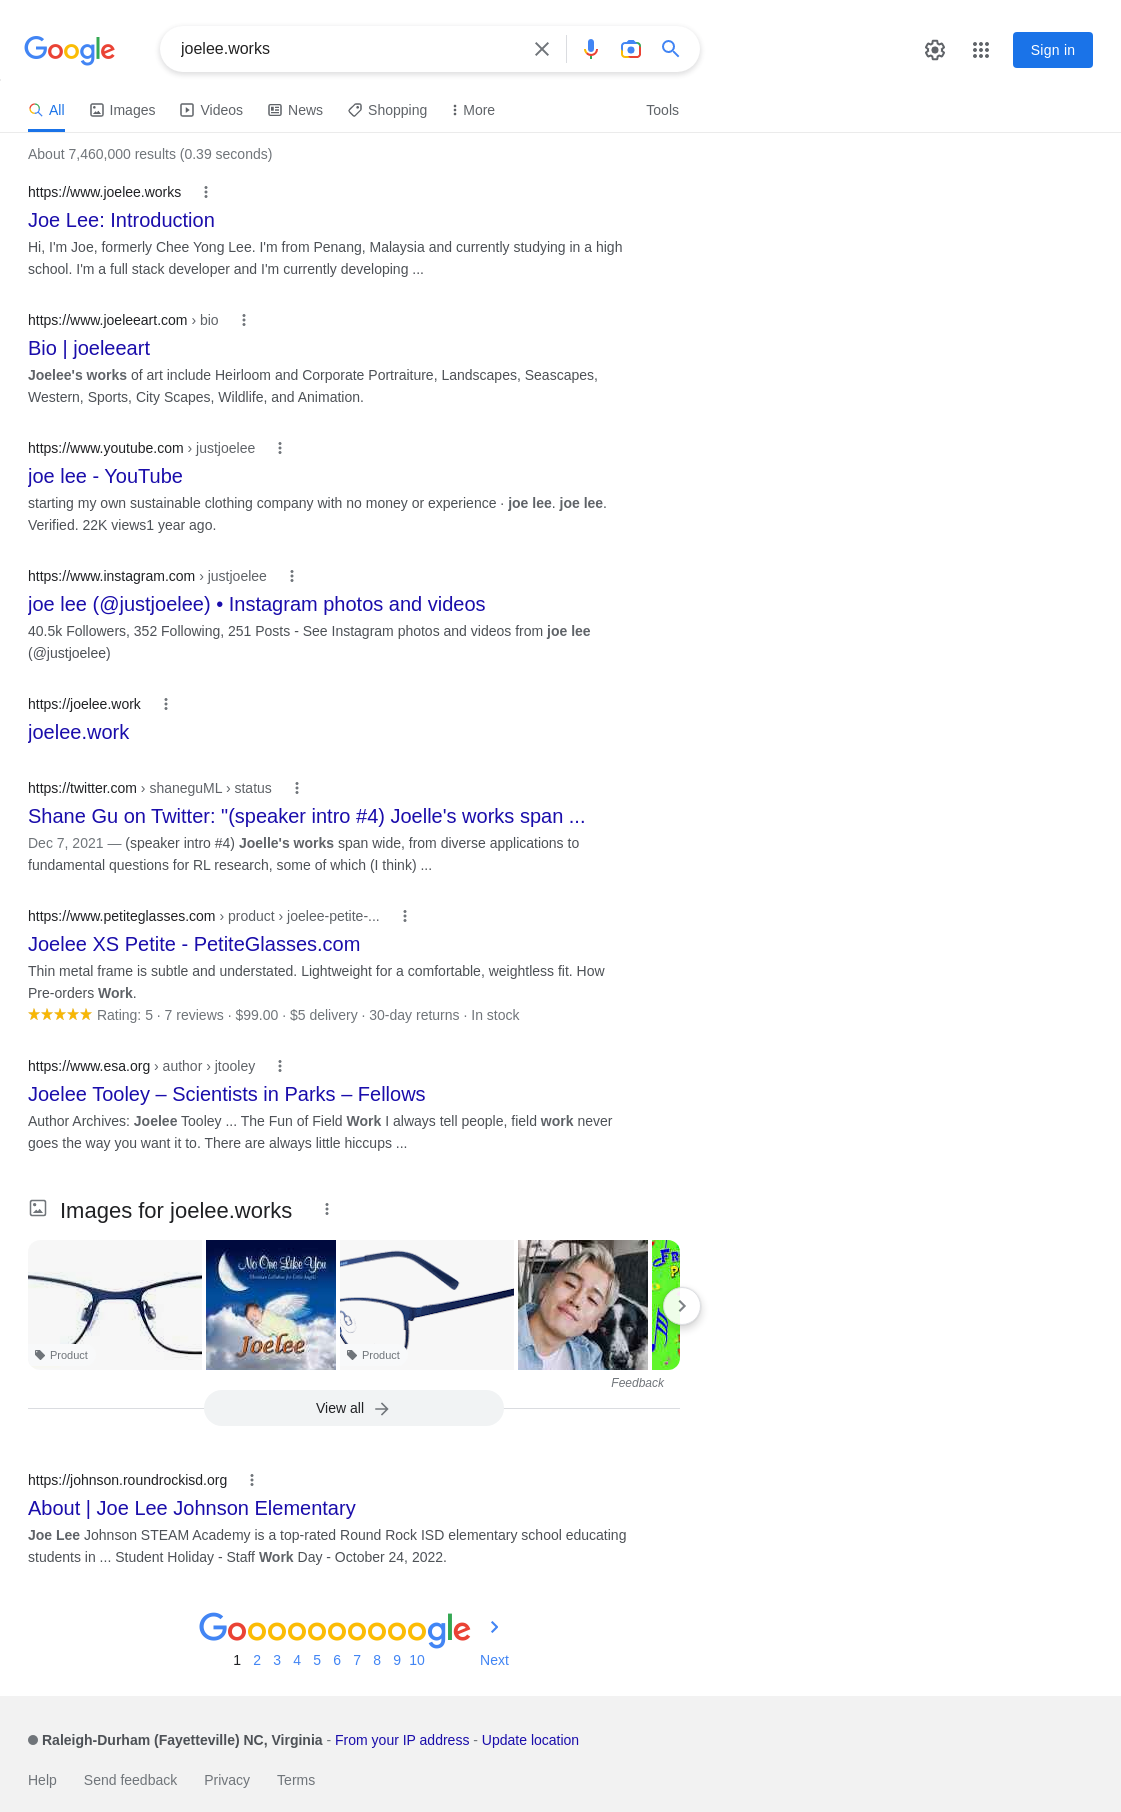 Google
joelee.works
Sign in
All Images Videos News Shopping More Tools
About 7,460,000 results (0.39 seconds)
https://www.joelee.works
Joe Lee: Introduction
Hi, I'm Joe, formerly Chee Yong Lee. I'm from Penang, Malaysia and currently studying in a high
school. I'm a full stack developer and I'm currently developing ...
https://www.joeleeart.com › bio
Bio | joeleeart
Joelee's works of art include Heirloom and Corporate Portraiture, Landscapes, Seascapes,
Western, Sports, City Scapes, Wildlife, and Animation.
https://www.youtube.com › justjoelee
joe lee - YouTube
starting my own sustainable clothing company with no money or experience · joe lee. joe lee.
Verified. 22K views1 year ago.
https://www.instagram.com › justjoelee
joe lee (@justjoelee) • Instagram photos and videos
40.5k Followers, 352 Following, 251 Posts - See Instagram photos and videos from joe lee
(@justjoelee)
https://joelee.work
joelee.work
https://twitter.com › shaneguML › status
Shane Gu on Twitter: "(speaker intro #4) Joelle's works span ...
Dec 7, 2021 — (speaker intro #4) Joelle's works span wide, from diverse applications to
fundamental questions for RL research, some of which (I think) ...
https://www.petiteglasses.com › product › joelee-petite-...
Joelee XS Petite - PetiteGlasses.com
Thin metal frame is subtle and understated. Lightweight for a comfortable, weightless fit. How
Pre-orders Work.
Rating: 5 · 7 reviews · $99.00 · $5 delivery · 30-day returns · In stock
https://www.esa.org › author › jtooley
Joelee Tooley – Scientists in Parks – Fellows
Author Archives: Joelee Tooley ... The Fun of Field Work I always tell people, field work never
goes the way you want it to. There are always little hiccups ...
Images for joelee.works
No One Like You
Joelee
Product
Product
Feedback
View all
https://johnson.roundrockisd.org
About | Joe Lee Johnson Elementary
Joe Lee Johnson STEAM Academy is a top-rated Round Rock ISD elementary school educating
students in ... Student Holiday - Staff Work Day - October 24, 2022.
Goooooooooogle
1 2 3 4 5 6 7 8 9 10 Next
Raleigh-Durham (Fayetteville) NC, Virginia - From your IP address - Update location
Help Send feedback Privacy Terms